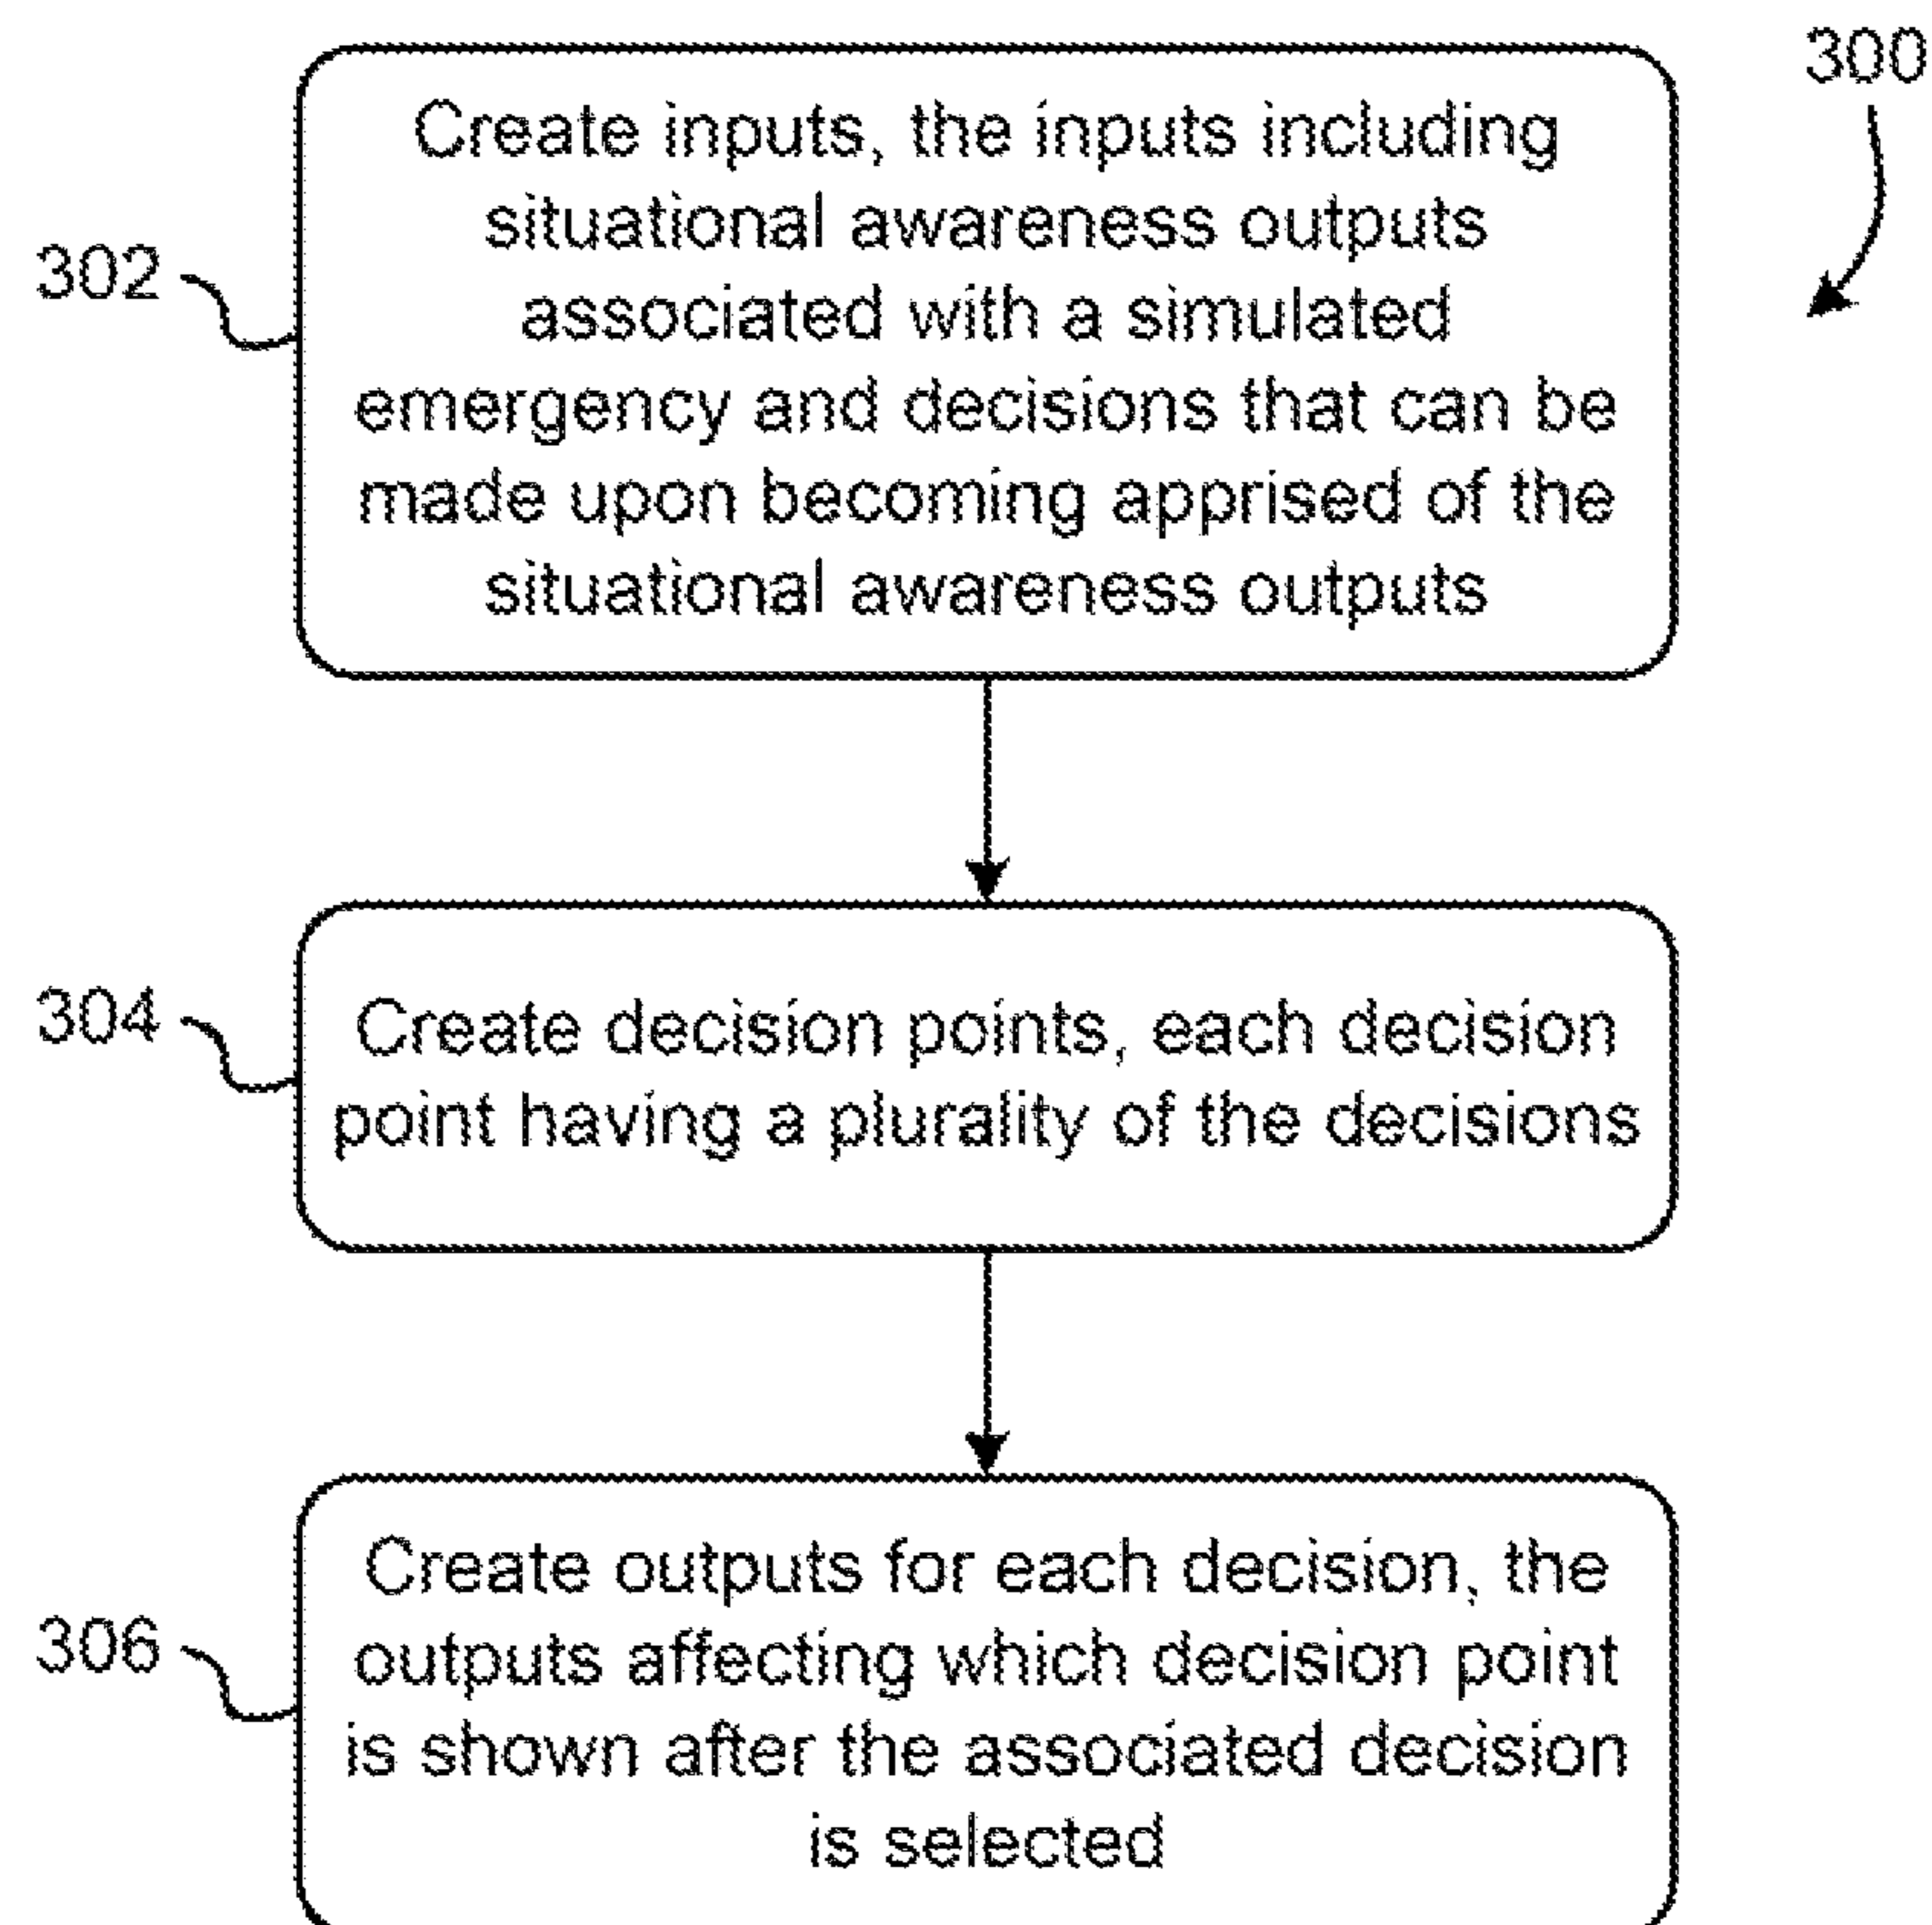 300
Create inputs, the inputs including
situational awareness outputs
associated with a simulated
emergency and decisions that can be
made upon becoming apprised of the
situational awareness outputs
302
Create decision points, each decision
point having a plurality of the decisions
304
Create outputs for each decision, the
outputs affecting which decision point
is shown after the associated decision
is selected
306